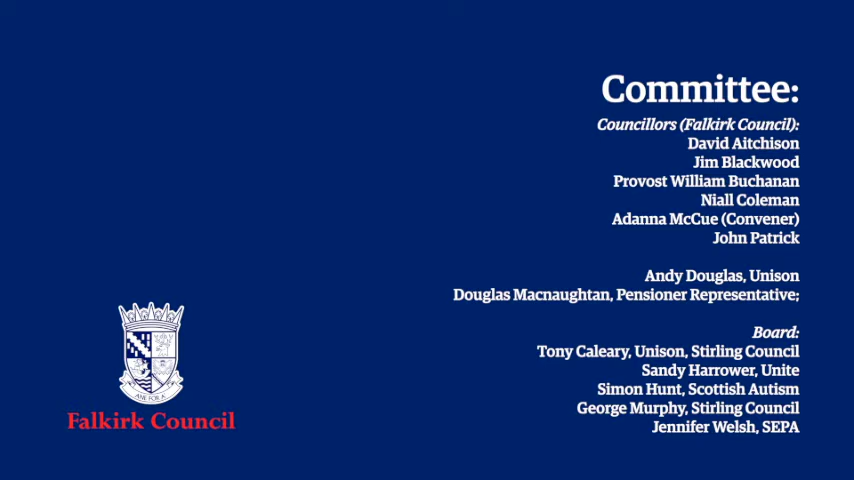 Committee:
Councillors (Falkirk Council):
David Aitchison
Jim Blackwood
Provost William Buchanan
Niall Coleman
Adanna McCue (Convener)
John Patrick
Andy Douglas, Unison
Douglas Macnaughtan, Pensioner Representative;
Board:
Tony Caleary, Unison, Stirling Council
Sandy Harrower, Unite
Simon Hunt, Scottish Autism
George Murphy, Stirling Council
Jennifer Welsh, SEPA
ANE FOR A'
Falkirk Council